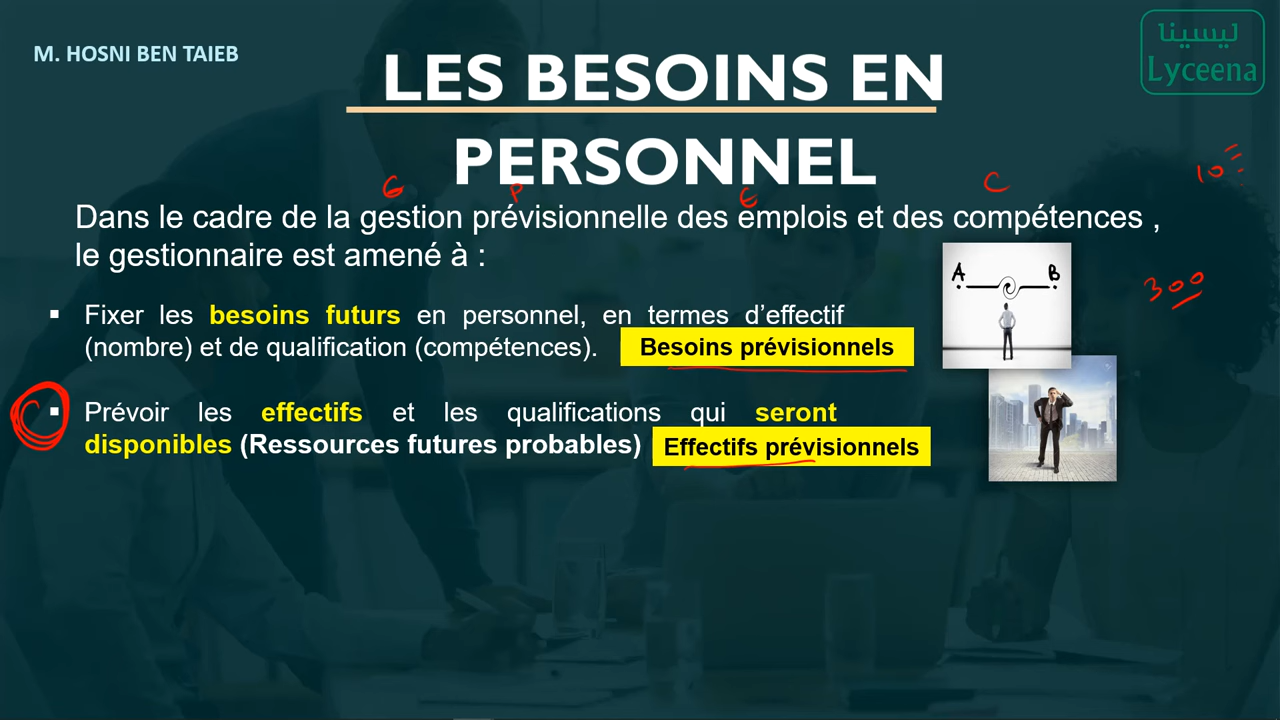 M. HOSNI BEN TAIEB
ليسينا
Lyceena
LES BESOINS EN
PERSONNEL
G P E C
10
Dans le cadre de la gestion prévisionnelle des emplois et des compétences ,
le gestionnaire est amené à :
A B
300
▪ Fixer les besoins futurs en personnel, en termes d’effectif
(nombre) et de qualification (compétences).
Besoins prévisionnels
▪ Prévoir les effectifs et les qualifications qui seront
disponibles (Ressources futures probables)
Effectifs prévisionnels